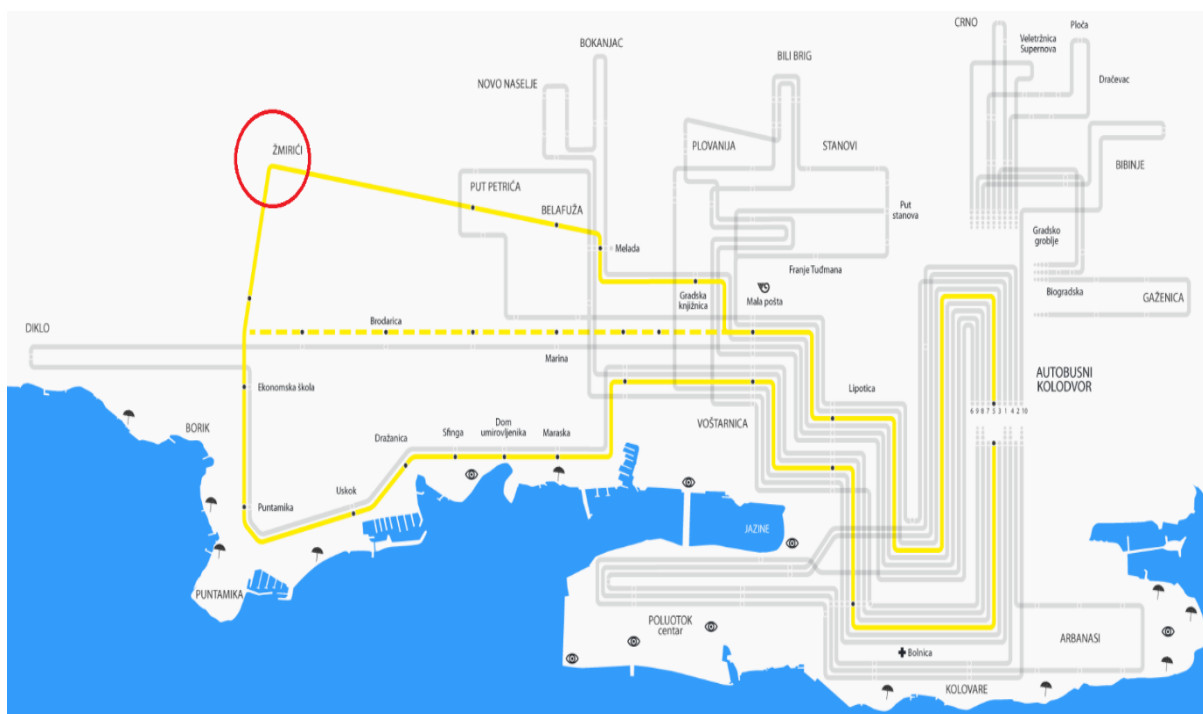 CRNO
Ploča
Veletržnica
Supernova
BOKANJAC
BILI BRIG
NOVO NASELJE
Dračevac
ŽMIRIĆI
PLOVANIJA
STANOVI
BIBINJE
PUT PETRIĆA
BELAFUŽA
Put
stanova
Melada
Gradsko
groblje
Franje Tuđmana
Gradska
knjižnica
Mala pošta
Biogradska
GAŽENICA
DIKLO
Brodarica
Marina
AUTOBUSNI
KOLODVOR
Ekonomska škola
Lipotica
6 9 8 7 5 3 1 4 2 10
BORIK
VOŠTARNICA
Dražanica
Sfinga
Dom
umirovljenika
Maraska
Uskok
Puntamika
JAZINE
PUNTAMIKA
POLUOTOK
centar
Bolnica
ARBANASI
KOLOVARE